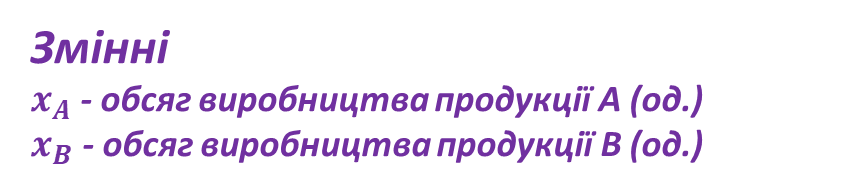 Змінні
x_A - обсяг виробництва продукції А (од.)
x_B - обсяг виробництва продукції В (од.)